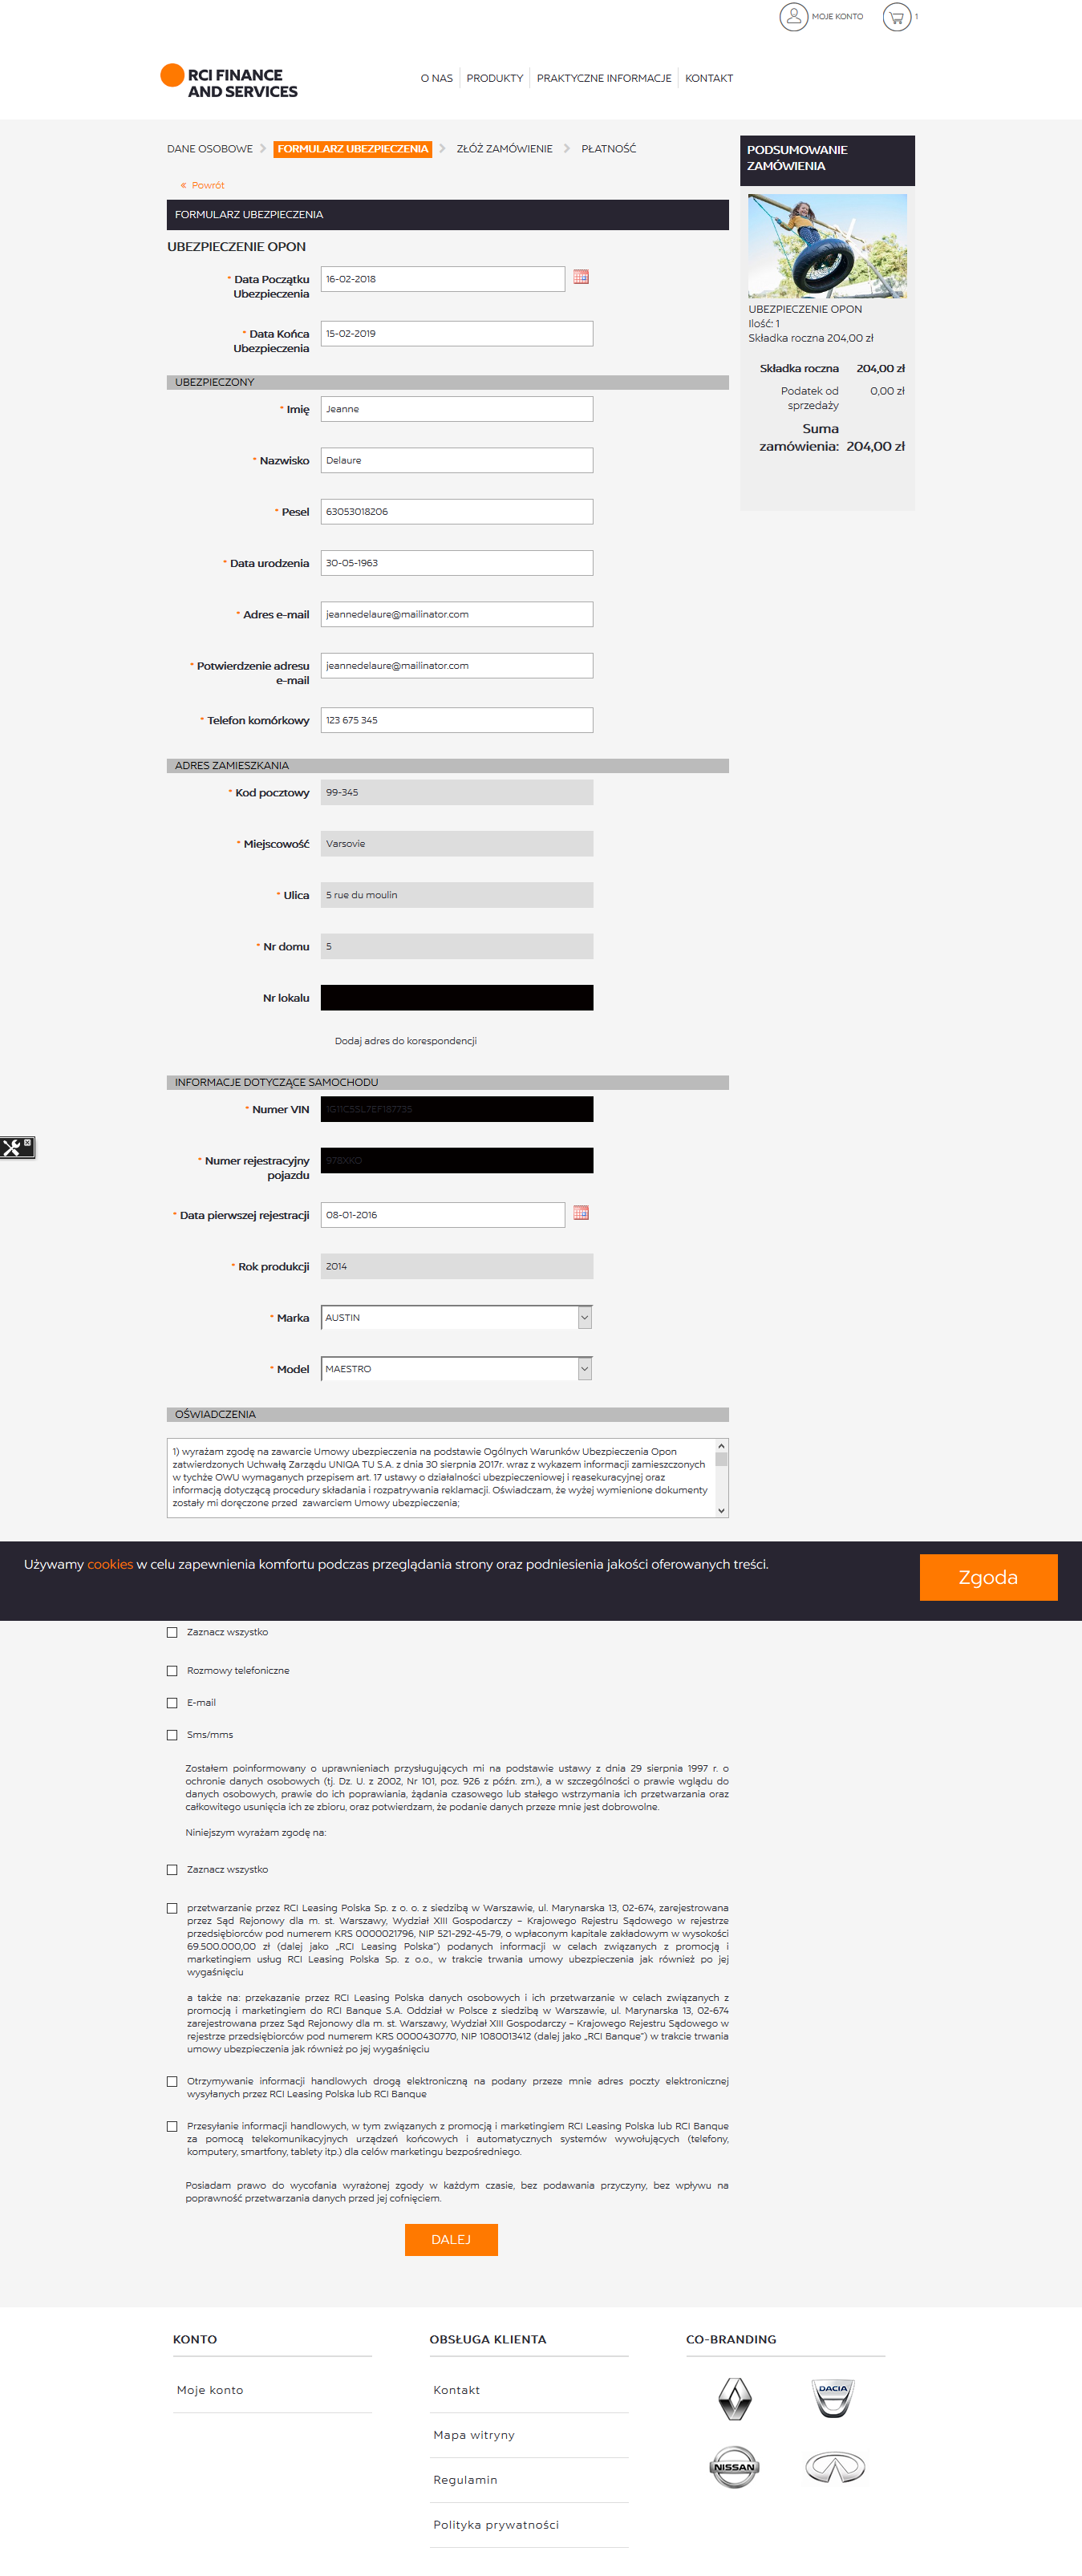 MOJE KONTO
1
RCI FINANCE
AND SERVICES
O NAS
PRODUKTY
PRAKTYCZNE INFORMACJE
KONTAKT
DANE OSOBOWE
FORMULARZ UBEZPIECZENIA
ZŁÓŻ ZAMÓWIENIE
PŁATNOŚĆ
« Powrót
FORMULARZ UBEZPIECZENIA
UBEZPIECZENIE OPON
* Data Początku
Ubezpieczenia
16-02-2018
* Data Końca
Ubezpieczenia
15-02-2019
UBEZPIECZONY
* Imię
Jeanne
* Nazwisko
Delaure
* Pesel
63053018206
* Data urodzenia
30-05-1963
* Adres e-mail
jeannedelaure@mailinator.com
* Potwierdzenie adresu
e-mail
jeannedelaure@mailinator.com
* Telefon komórkowy
123 675 345
ADRES ZAMIESZKANIA
* Kod pocztowy
99-345
* Miejscowość
Varsovie
* Ulica
5 rue du moulin
* Nr domu
5
Nr lokalu
Dodaj adres do korespondencji
INFORMACJE DOTYCZĄCE SAMOCHODU
* Numer VIN
1G11C5SL7EF187735
* Numer rejestracyjny
pojazdu
978XKO
* Data pierwszej rejestracji
08-01-2016
* Rok produkcji
2014
* Marka
AUSTIN
* Model
MAESTRO
OŚWIADCZENIA
1) wyrażam zgodę na zawarcie Umowy ubezpieczenia na podstawie Ogólnych Warunków Ubezpieczenia Opon
zatwierdzonych Uchwałą Zarządu UNIQA TU S.A. z dnia 30 sierpnia 2017r. wraz z wykazem informacji zamieszczonych
w tychże OWU wymaganych przepisem art. 17 ustawy o działalności ubezpieczeniowej i reasekuracyjnej oraz
informacją dotyczącą procedury składania i rozpatrywania reklamacji. Oświadczam, że wyżej wymienione dokumenty
zostały mi doręczone przed zawarciem Umowy ubezpieczenia;
Używamy cookies w celu zapewnienia komfortu podczas przeglądania strony oraz podniesienia jakości oferowanych treści.
Zgoda
Zaznacz wszystko
Rozmowy telefoniczne
E-mail
Sms/mms
Zostałem poinformowany o uprawnieniach przysługujących mi na podstawie ustawy z dnia 29 sierpnia 1997 r. o
ochronie danych osobowych (tj. Dz. U. z 2002, Nr 101, poz. 926 z późn. zm.), a w szczególności o prawie wglądu do
danych osobowych, prawie do ich poprawiania, żądania czasowego lub stałego wstrzymania ich przetwarzania oraz
całkowitego usunięcia ich ze zbioru, oraz potwierdzam, że podanie danych przeze mnie jest dobrowolne.
Niniejszym wyrażam zgodę na:
Zaznacz wszystko
przetwarzanie przez RCI Leasing Polska Sp. z o. o. z siedzibą w Warszawie, ul. Marynarska 13, 02-674, zarejestrowana
przez Sąd Rejonowy dla m. st. Warszawy, Wydział XIII Gospodarczy – Krajowego Rejestru Sądowego w rejestrze
przedsiębiorców pod numerem KRS 0000021796, NIP 521-292-45-79, o wpłaconym kapitale zakładowym w wysokości
69.500.000,00 zł (dalej jako „RCI Leasing Polska”) podanych informacji w celach związanych z promocją i
marketingiem usług RCI Leasing Polska Sp. z o.o., w trakcie trwania umowy ubezpieczenia jak również po jej
wygaśnięciu
a także na: przekazanie przez RCI Leasing Polska danych osobowych i ich przetwarzanie w celach związanych z
promocją i marketingiem do RCI Banque S.A. Oddział w Polsce z siedzibą w Warszawie, ul. Marynarska 13, 02-674
zarejestrowana przez Sąd Rejonowy dla m. st. Warszawy, Wydział XIII Gospodarczy – Krajowego Rejestru Sądowego w
rejestrze przedsiębiorców pod numerem KRS 0000430770, NIP 1080013412 (dalej jako „RCI Banque”) w trakcie trwania
umowy ubezpieczenia jak również po jej wygaśnięciu
Otrzymywanie informacji handlowych drogą elektroniczną na podany przeze mnie adres poczty elektronicznej
wysyłanych przez RCI Leasing Polska lub RCI Banque
Przesyłanie informacji handlowych, w tym związanych z promocją i marketingiem RCI Leasing Polska lub RCI Banque
za pomocą telekomunikacyjnych urządzeń końcowych i automatycznych systemów wywołujących (telefony,
komputery, smartfony, tablety itp.) dla celów marketingu bezpośredniego.
Posiadam prawo do wycofania wyrażonej zgody w każdym czasie, bez podawania przyczyny, bez wpływu na
poprawność przetwarzania danych przed jej cofnięciem.
DALEJ
PODSUMOWANIE
ZAMÓWIENIA
UBEZPIECZENIE OPON
Ilość: 1
Składka roczna 204,00 zł
Składka roczna 204,00 zł
Podatek od
sprzedaży
0,00 zł
Suma
zamówienia: 204,00 zł
KONTO
Moje konto
OBSŁUGA KLIENTA
Kontakt
Mapa witryny
Regulamin
Polityka prywatności
CO-BRANDING
DACIA
NISSAN